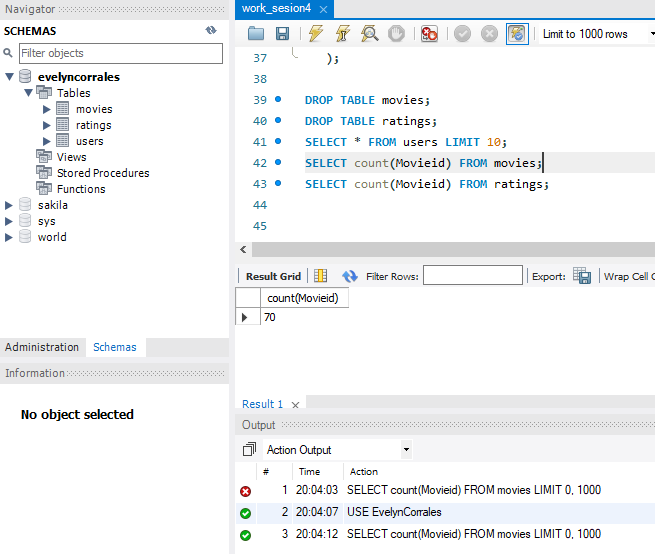 Navigator
SCHEMAS
Filter objects
evelyncorrales
Tables
movies
ratings
users
Views
Stored Procedures
Functions
sakila
sys
world
Administration Schemas
Information
No object selected
work_sesion4
Limit to 1000 rows
37 );
38
39 DROP TABLE movies;
40 DROP TABLE ratings;
41 SELECT * FROM users LIMIT 10;
42 SELECT count(Movieid) FROM movies;
43 SELECT count(Movieid) FROM ratings;
44
45
Result Grid Filter Rows: Export: Wrap Cell C
count(Movieid)
70
Result 1
Output
Action Output
# Time Action
1 20:04:03 SELECT count(Movieid) FROM movies LIMIT 0, 1000
2 20:04:07 USE EvelynCorrales
3 20:04:12 SELECT count(Movieid) FROM movies LIMIT 0, 1000